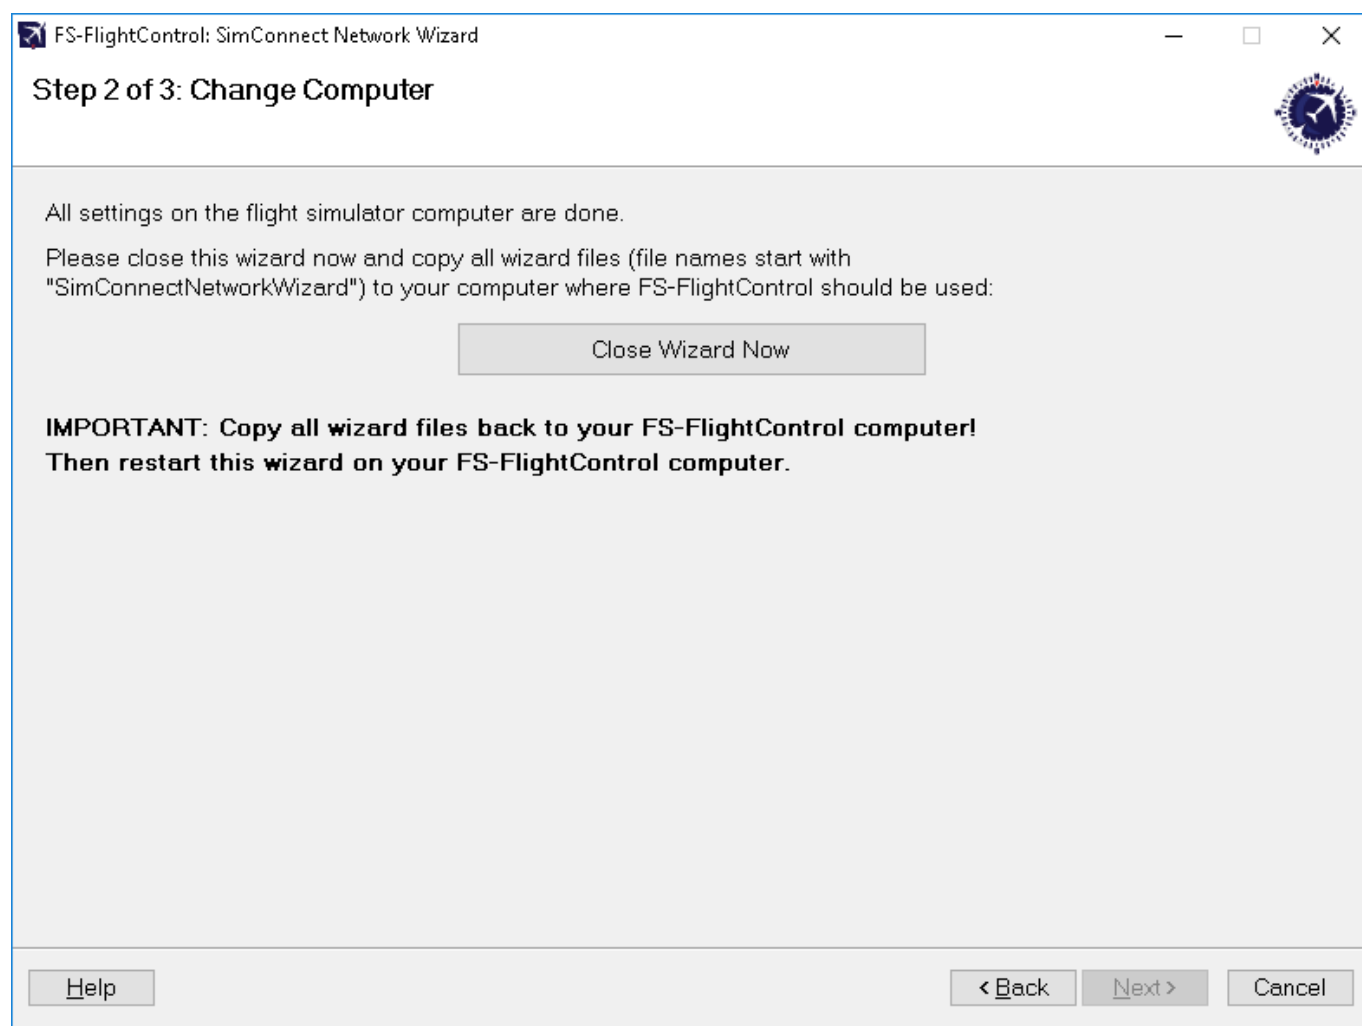 FS-FlightControl: SimConnect Network Wizard
Step 2 of 3: Change Computer
All settings on the flight simulator computer are done.
Please close this wizard now and copy all wizard files (file names start with
"SimConnectNetworkWizard") to your computer where FS-FlightControl should be used:
Close Wizard Now
IMPORTANT: Copy all wizard files back to your FS-FlightControl computer!
Then restart this wizard on your FS-FlightControl computer.
Help
< Back
Next >
Cancel